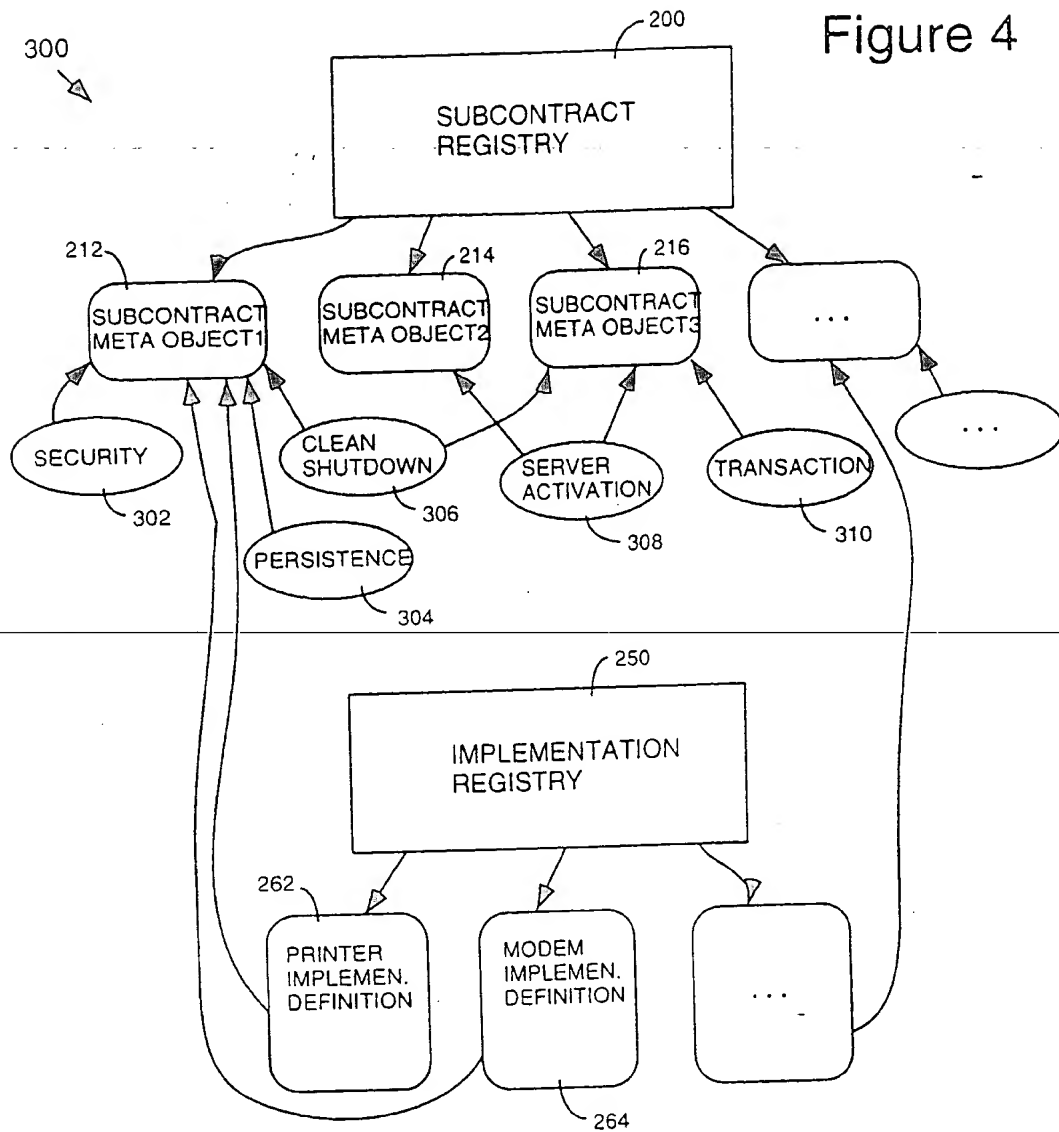 Figure 4
300
200
SUBCONTRACT
REGISTRY
212
214
216
SUBCONTRACT
META OBJECT1
SUBCONTRACT
META OBJECT2
SUBCONTRACT
META OBJECT3
...
SECURITY
302
CLEAN
SHUTDOWN
306
SERVER
ACTIVATION
308
TRANSACTION
310
...
PERSISTENCE
304
250
IMPLEMENTATION
REGISTRY
262
PRINTER
IMPLEMEN.
DEFINITION
MODEM
IMPLEMEN.
DEFINITION
264
...